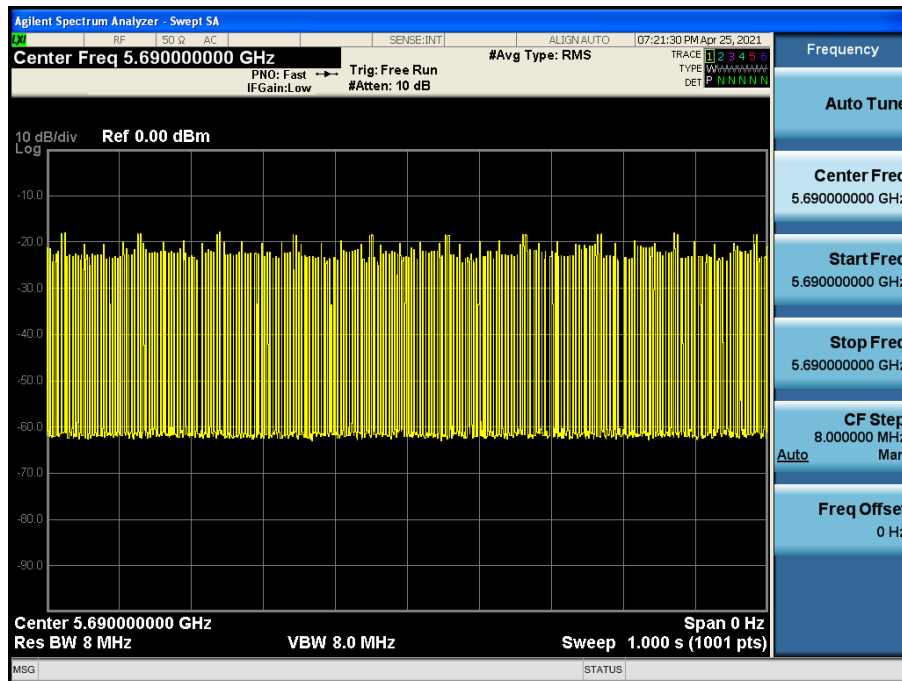 Agilent Spectrum Analyzer - Swept SA
LXI RF 50 Ω AC SENSE:INT ALIGN AUTO 07:21:30 PM Apr 25, 2021
Center Freq 5.690000000 GHz
PNO: Fast
IFGain:Low
Trig: Free Run
#Atten: 10 dB
#Avg Type: RMS
TRACE 1 2 3 4 5 6
TYPE WWWWWW
DET P N N N N N
10 dB/div Ref 0.00 dBm
Log
-10.0
-20.0
-30.0
-40.0
-50.0
-60.0
-70.0
-80.0
-90.0
Center 5.690000000 GHz Span 0 Hz
Res BW 8 MHz VBW 8.0 MHz Sweep 1.000 s (1001 pts)
MSG STATUS
Frequency
Auto Tune
Center Freq
5.690000000 GHz
Start Freq
5.690000000 GHz
Stop Freq
5.690000000 GHz
CF Step
8.000000 MHz
Auto Man
Freq Offset
0 Hz